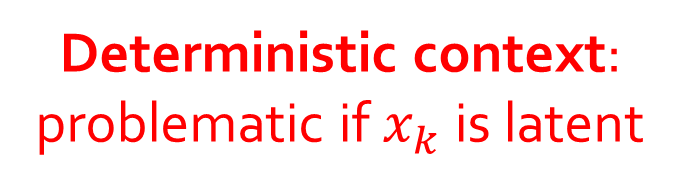 Deterministic context:
problematic if $x_k$ is latent